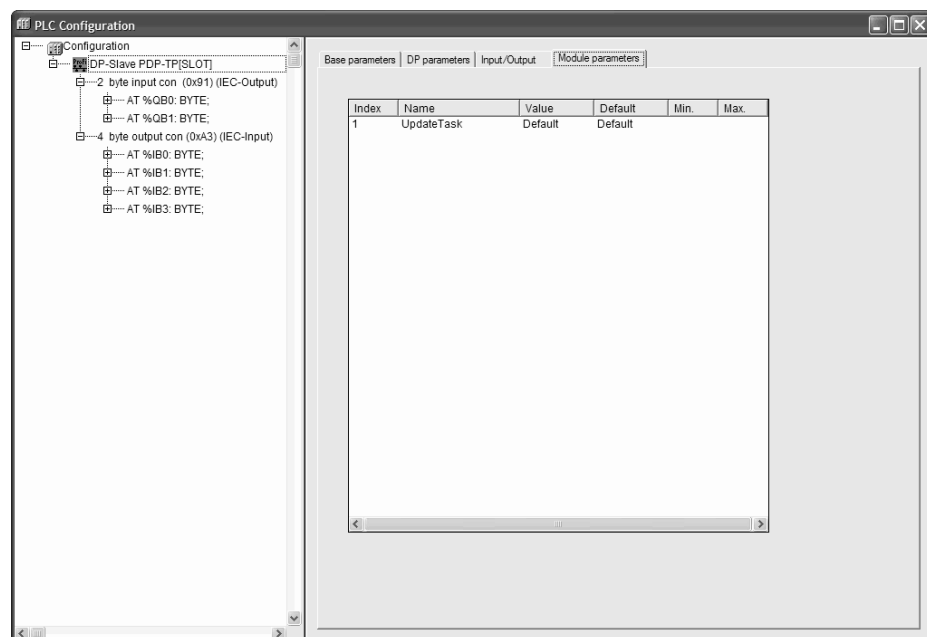 PLC Configuration
Configuration
DP-Slave PDP-TP[SLOT]
2 byte input con (0x91) (IEC-Output)
AT %QB0: BYTE;
AT %QB1: BYTE;
4 byte output con (0xA3) (IEC-Input)
AT %IB0: BYTE;
AT %IB1: BYTE;
AT %IB2: BYTE;
AT %IB3: BYTE;
Base parameters DP parameters Input/Output Module parameters
Index Name Value Default Min. Max.
1 UpdateTask Default Default